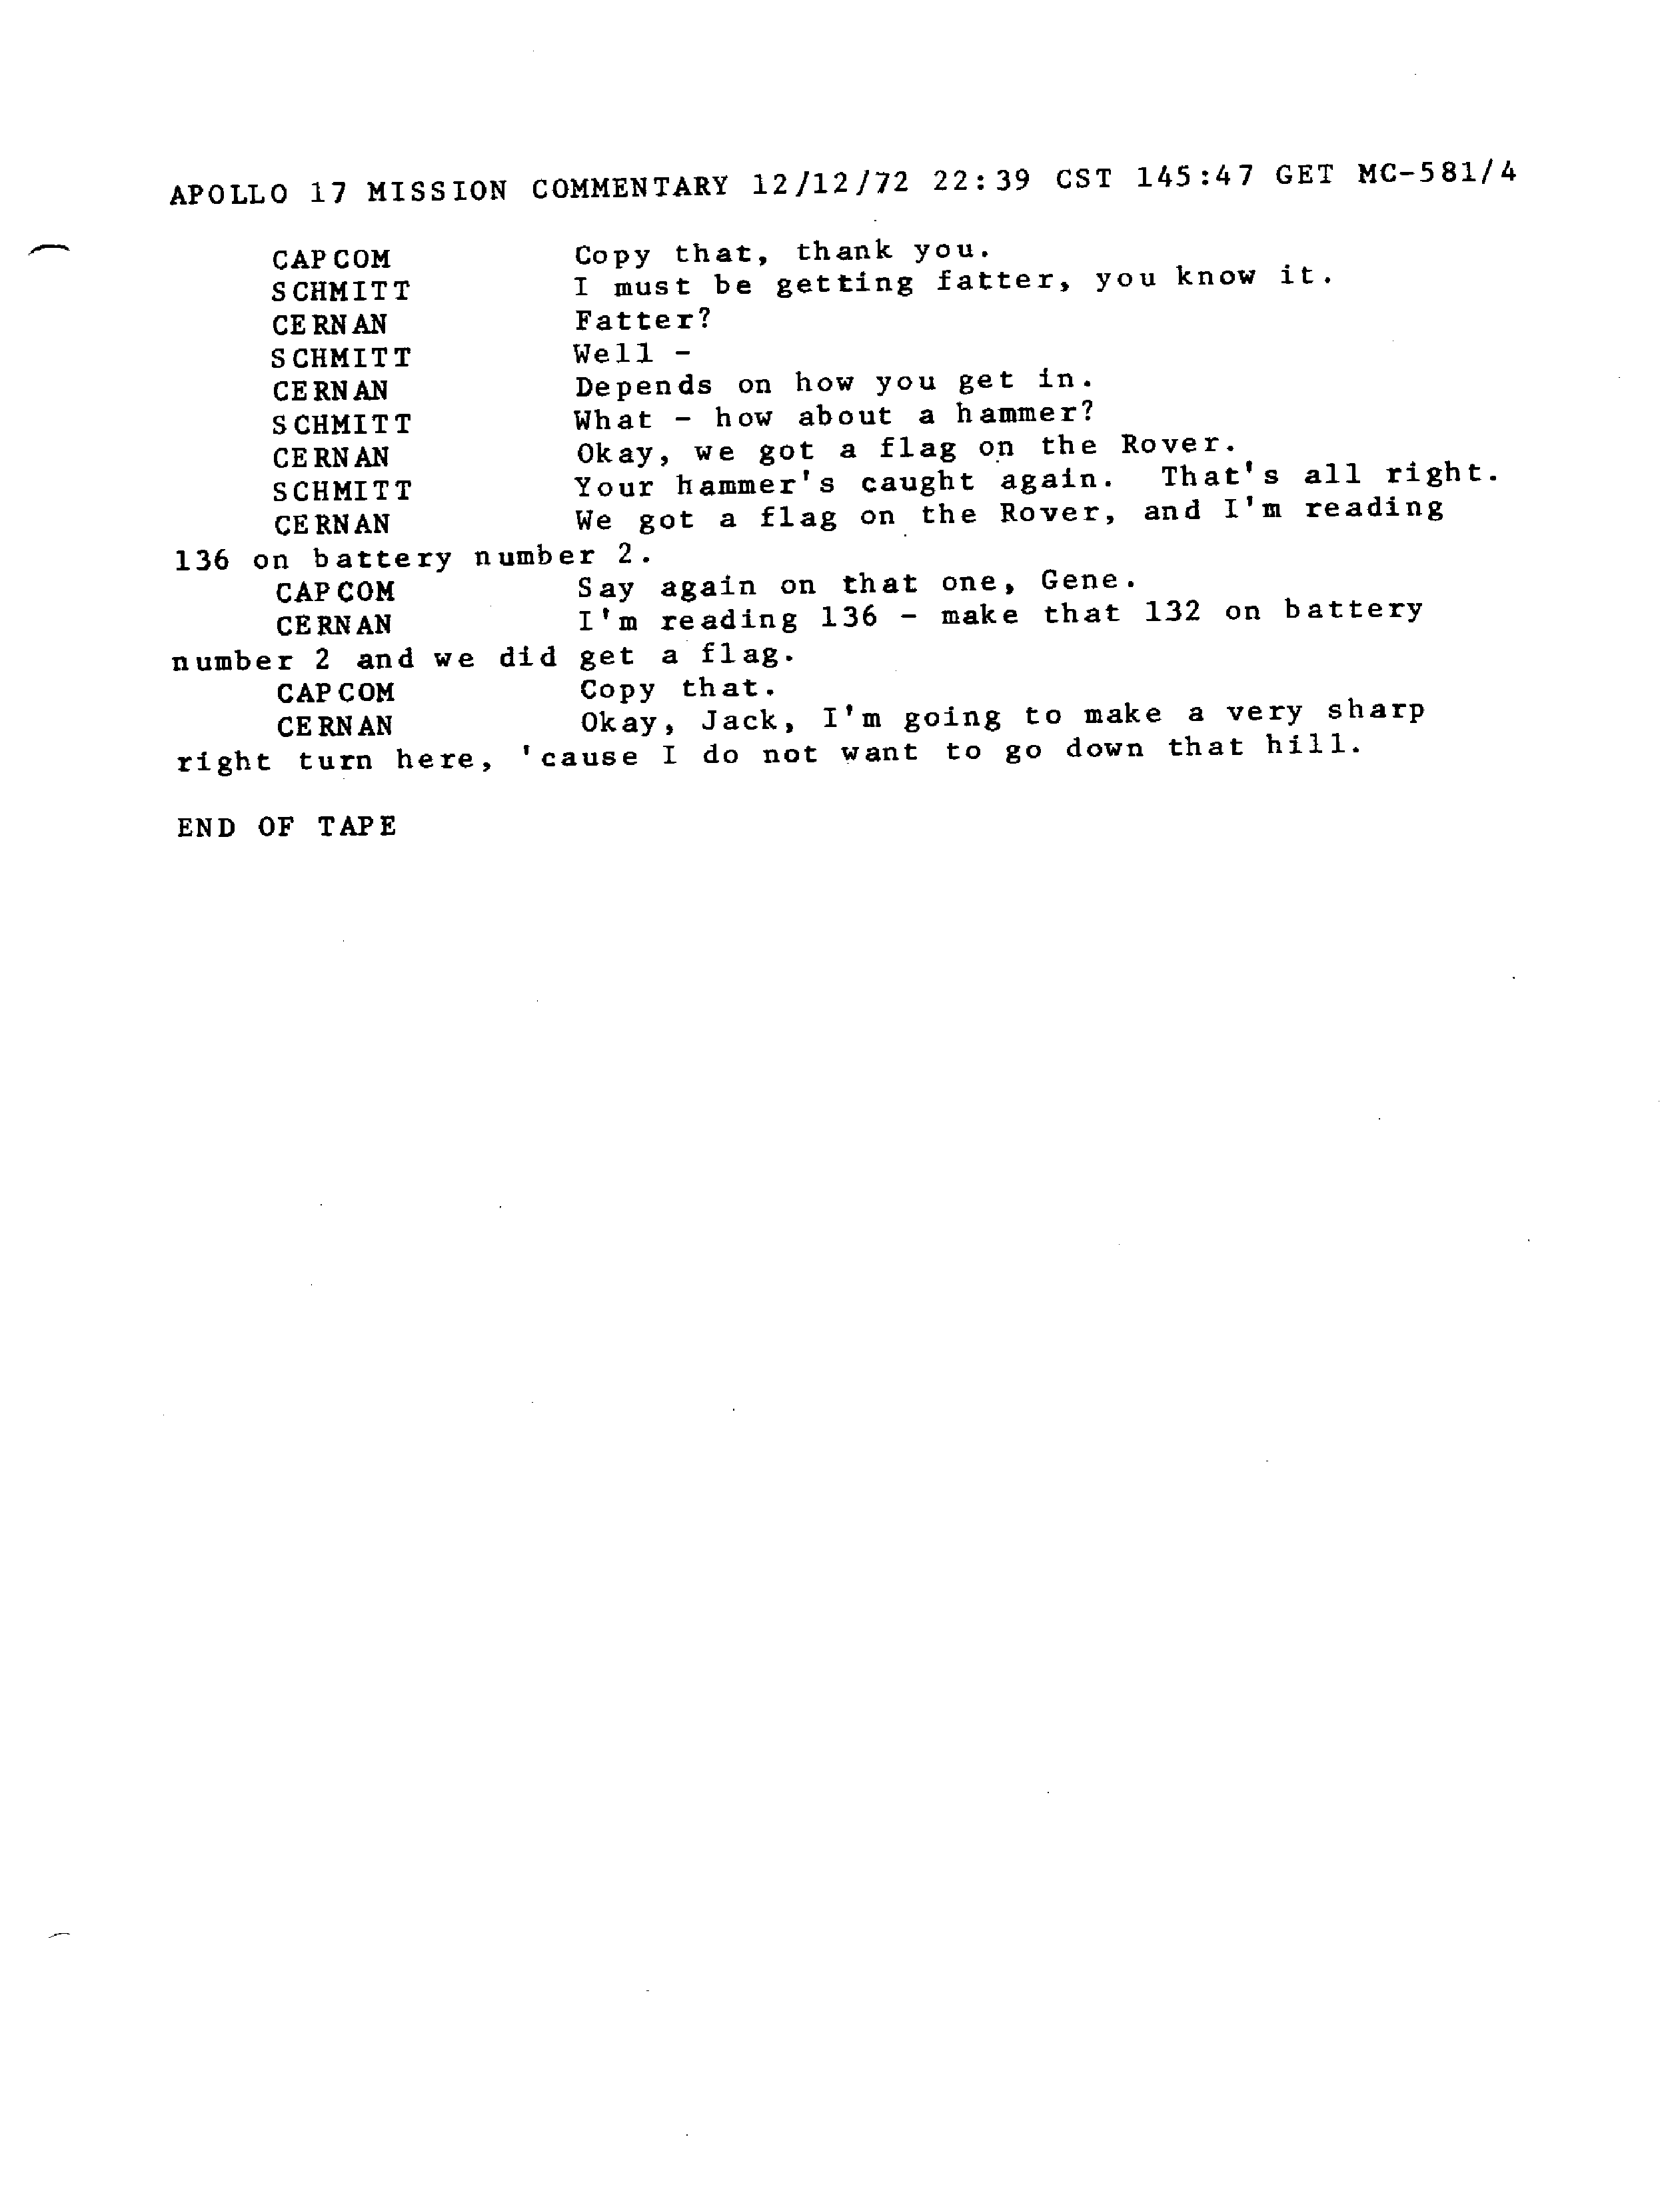 APOLLO 17 MISSION COMMENTARY 12/12/72 22:39 CST 145:47 GET MC-581/4
CAPCOM Copy that, thank you.
SCHMITT I must be getting fatter, you know it.
CERNAN Fatter?
SCHMITT Well -
CERNAN Depends on how you get in.
SCHMITT What - how about a hammer?
CERNAN Okay, we got a flag on the Rover.
SCHMITT Your hammer's caught again. That's all right.
CERNAN We got a flag on the Rover, and I'm reading
136 on battery number 2.
CAPCOM Say again on that one, Gene.
CERNAN I'm reading 136 - make that 132 on battery
number 2 and we did get a flag.
CAPCOM Copy that.
CERNAN Okay, Jack, I'm going to make a very sharp
right turn here, 'cause I do not want to go down that hill.
END OF TAPE